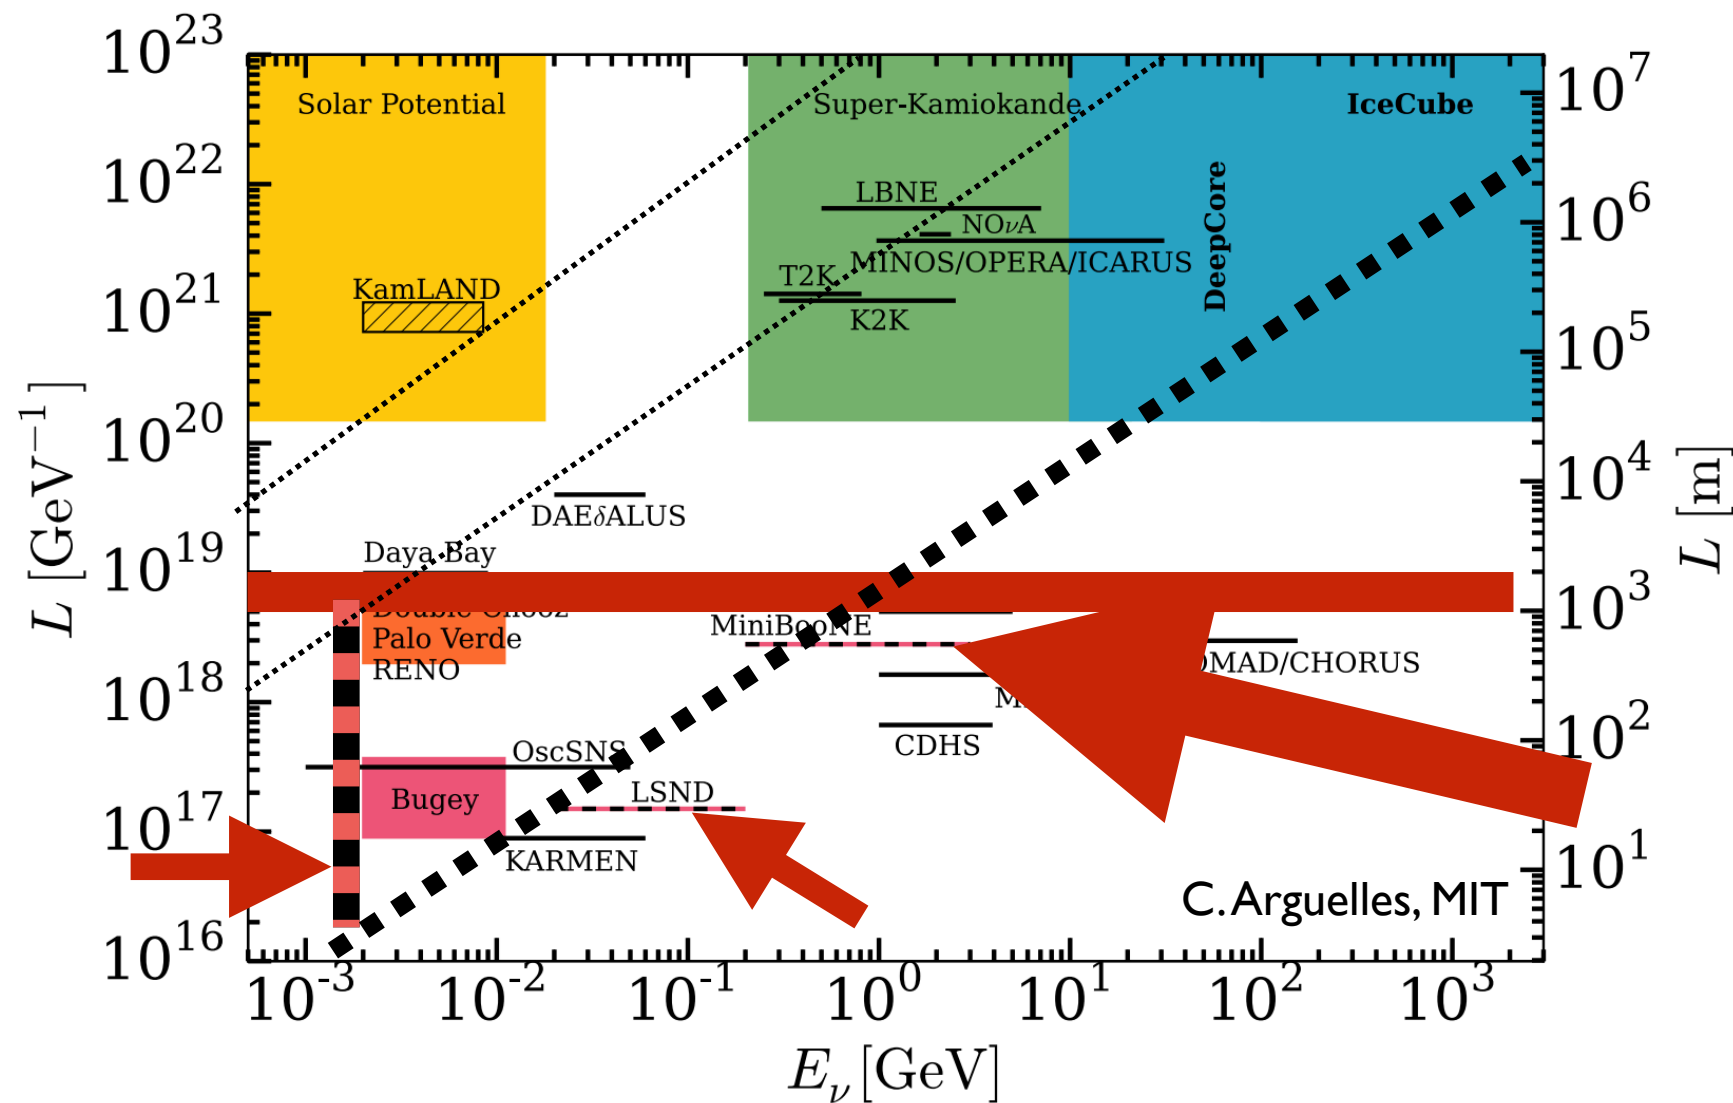 10^23
10^22
10^21
10^20
10^19
10^18
10^17
10^16
L [GeV^−1]
Solar Potential
Super-Kamiokande
IceCube
DeepCore
LBNE
NOνA
MINOS/OPERA/ICARUS
T2K
K2K
KamLAND
DAEδALUS
Daya Bay
Double Chooz
Palo Verde
RENO
MiniBooNE
OMAD/CHORUS
M
CDHS
OscSNS
Bugey
LSND
KARMEN
C. Arguelles, MIT
10^7
10^6
10^5
10^4
10^3
10^2
10^1
L [m]
10^-3 10^-2 10^-1 10^0 10^1 10^2 10^3
E_ν [GeV]